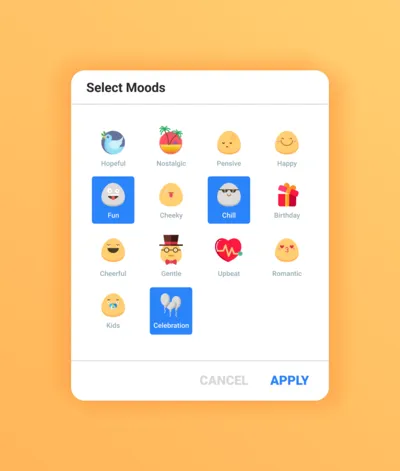 Select Moods
Hopeful Nostalgic Pensive Happy
Fun Cheeky Chill Birthday
Cheerful Gentle Upbeat Romantic
Kids Celebration
CANCEL APPLY